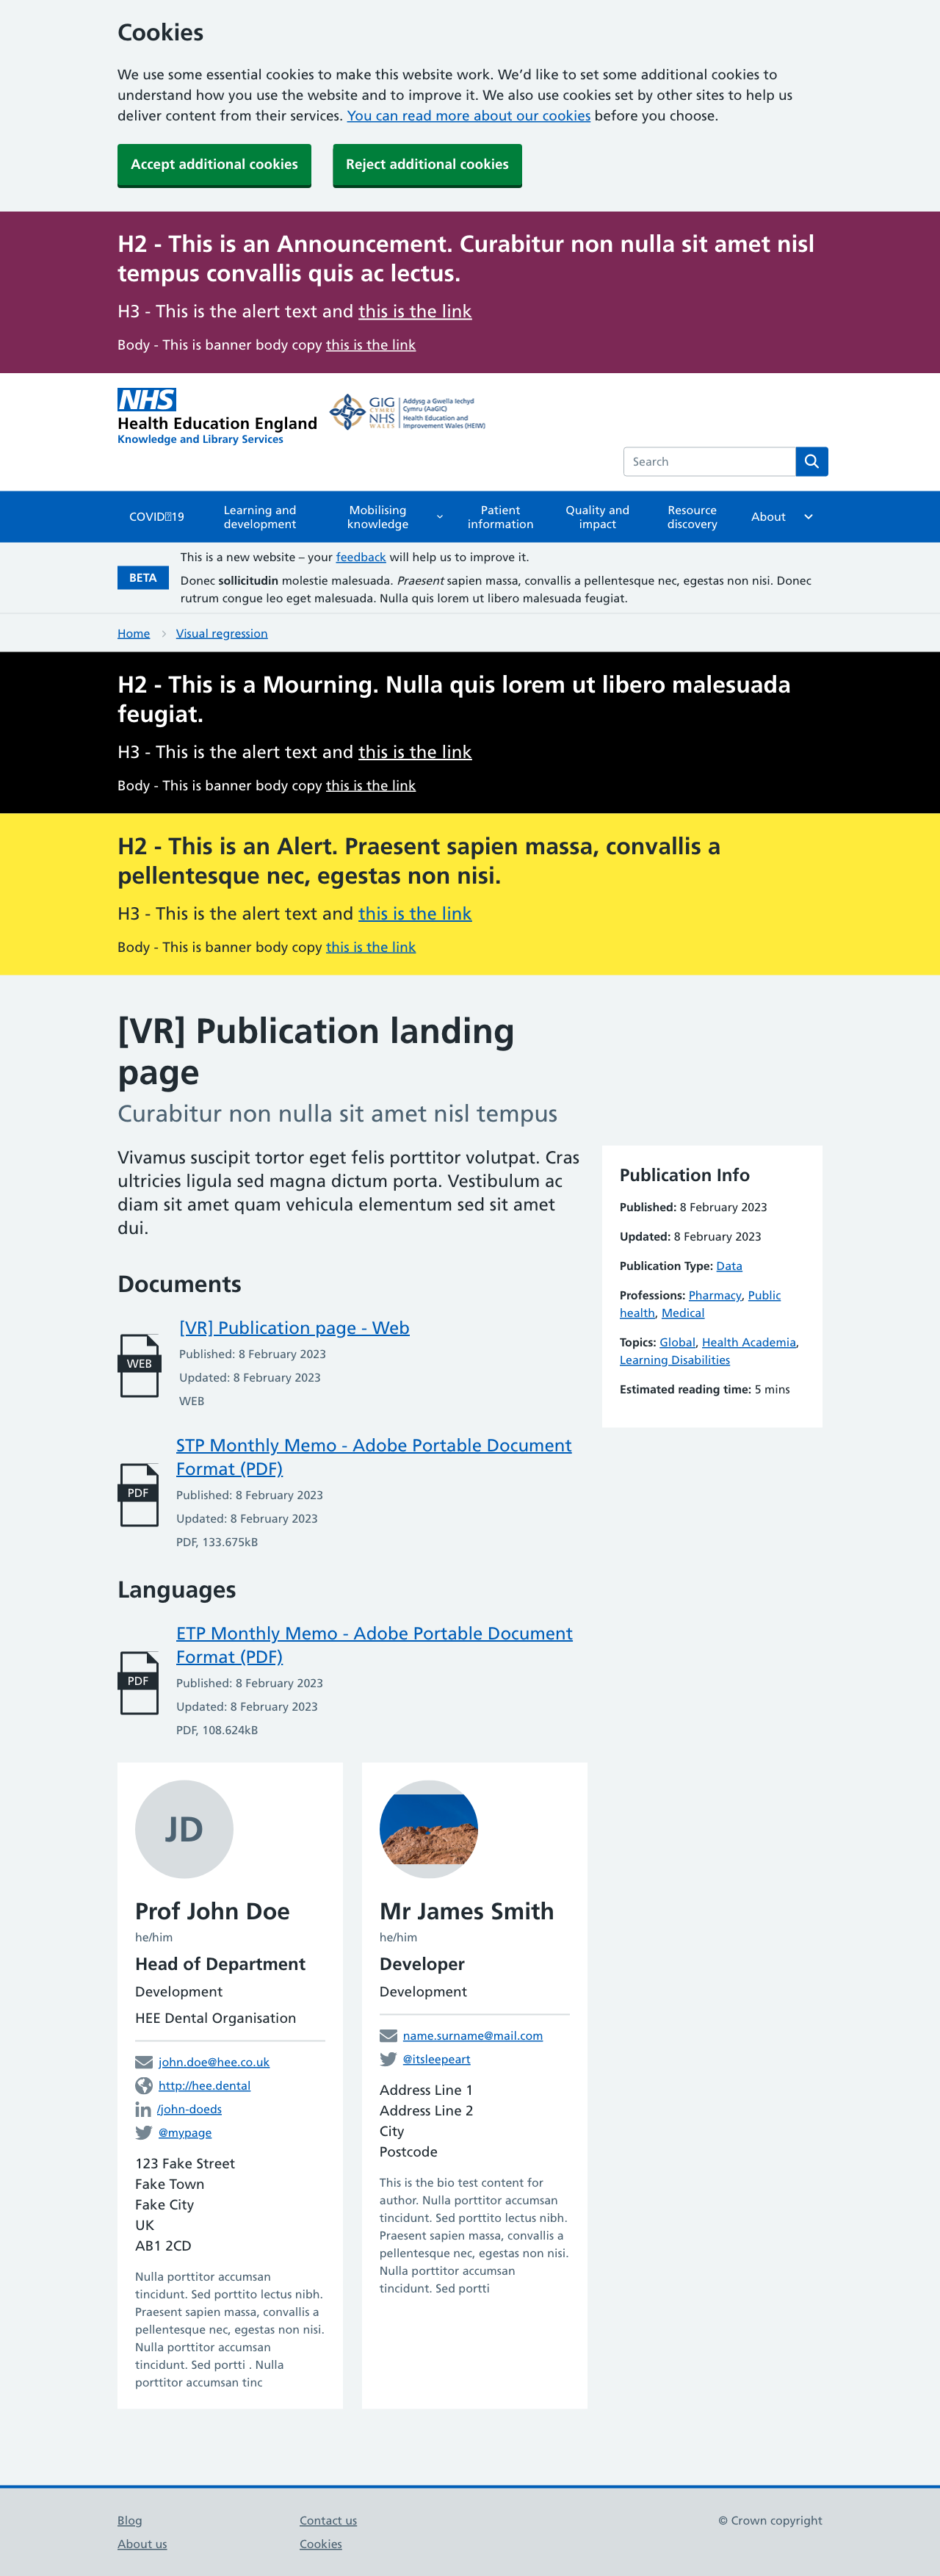 Cookies
We use some essential cookies to make this website work. We’d like to set some additional cookies to
understand how you use the website and to improve it. We also use cookies set by other sites to help us
deliver content from their services. You can read more about our cookies before you choose.
Accept additional cookies
Reject additional cookies
H2 - This is an Announcement. Curabitur non nulla sit amet nisl
tempus convallis quis ac lectus.
H3 - This is the alert text and this is the link
Body - This is banner body copy this is the link
NHS
Health Education England
Knowledge and Library Services
GIG
CYMRU
NHS
WALES
Addysg a Gwella Iechyd
Cymru (AaGIC)
Health Education and
Improvement Wales (HEIW)
Search
COVID19
Learning and
development
Mobilising
knowledge
Patient
information
Quality and
impact
Resource
discovery
About
BETA
This is a new website – your feedback will help us to improve it.
Donec sollicitudin molestie malesuada. Praesent sapien massa, convallis a pellentesque nec, egestas non nisi. Donec
rutrum congue leo eget malesuada. Nulla quis lorem ut libero malesuada feugiat.
Home
Visual regression
H2 - This is a Mourning. Nulla quis lorem ut libero malesuada
feugiat.
H3 - This is the alert text and this is the link
Body - This is banner body copy this is the link
H2 - This is an Alert. Praesent sapien massa, convallis a
pellentesque nec, egestas non nisi.
H3 - This is the alert text and this is the link
Body - This is banner body copy this is the link
[VR] Publication landing
page
Curabitur non nulla sit amet nisl tempus
Vivamus suscipit tortor eget felis porttitor volutpat. Cras
ultricies ligula sed magna dictum porta. Vestibulum ac
diam sit amet quam vehicula elementum sed sit amet
dui.
Publication Info
Published: 8 February 2023
Updated: 8 February 2023
Publication Type: Data
Professions: Pharmacy, Public
health, Medical
Topics: Global, Health Academia,
Learning Disabilities
Estimated reading time: 5 mins
Documents
WEB
[VR] Publication page - Web
Published: 8 February 2023
Updated: 8 February 2023
WEB
PDF
STP Monthly Memo - Adobe Portable Document
Format (PDF)
Published: 8 February 2023
Updated: 8 February 2023
PDF, 133.675kB
Languages
PDF
ETP Monthly Memo - Adobe Portable Document
Format (PDF)
Published: 8 February 2023
Updated: 8 February 2023
PDF, 108.624kB
JD
Prof John Doe
he/him
Head of Department
Development
HEE Dental Organisation
john.doe@hee.co.uk
http://hee.dental
/john-doeds
@mypage
123 Fake Street
Fake Town
Fake City
UK
AB1 2CD
Nulla porttitor accumsan
tincidunt. Sed porttito lectus nibh.
Praesent sapien massa, convallis a
pellentesque nec, egestas non nisi.
Nulla porttitor accumsan
tincidunt. Sed portti . Nulla
porttitor accumsan tinc
Mr James Smith
he/him
Developer
Development
name.surname@mail.com
@itsleepeart
Address Line 1
Address Line 2
City
Postcode
This is the bio test content for
author. Nulla porttitor accumsan
tincidunt. Sed porttito lectus nibh.
Praesent sapien massa, convallis a
pellentesque nec, egestas non nisi.
Nulla porttitor accumsan
tincidunt. Sed portti
Blog
About us
Contact us
Cookies
© Crown copyright